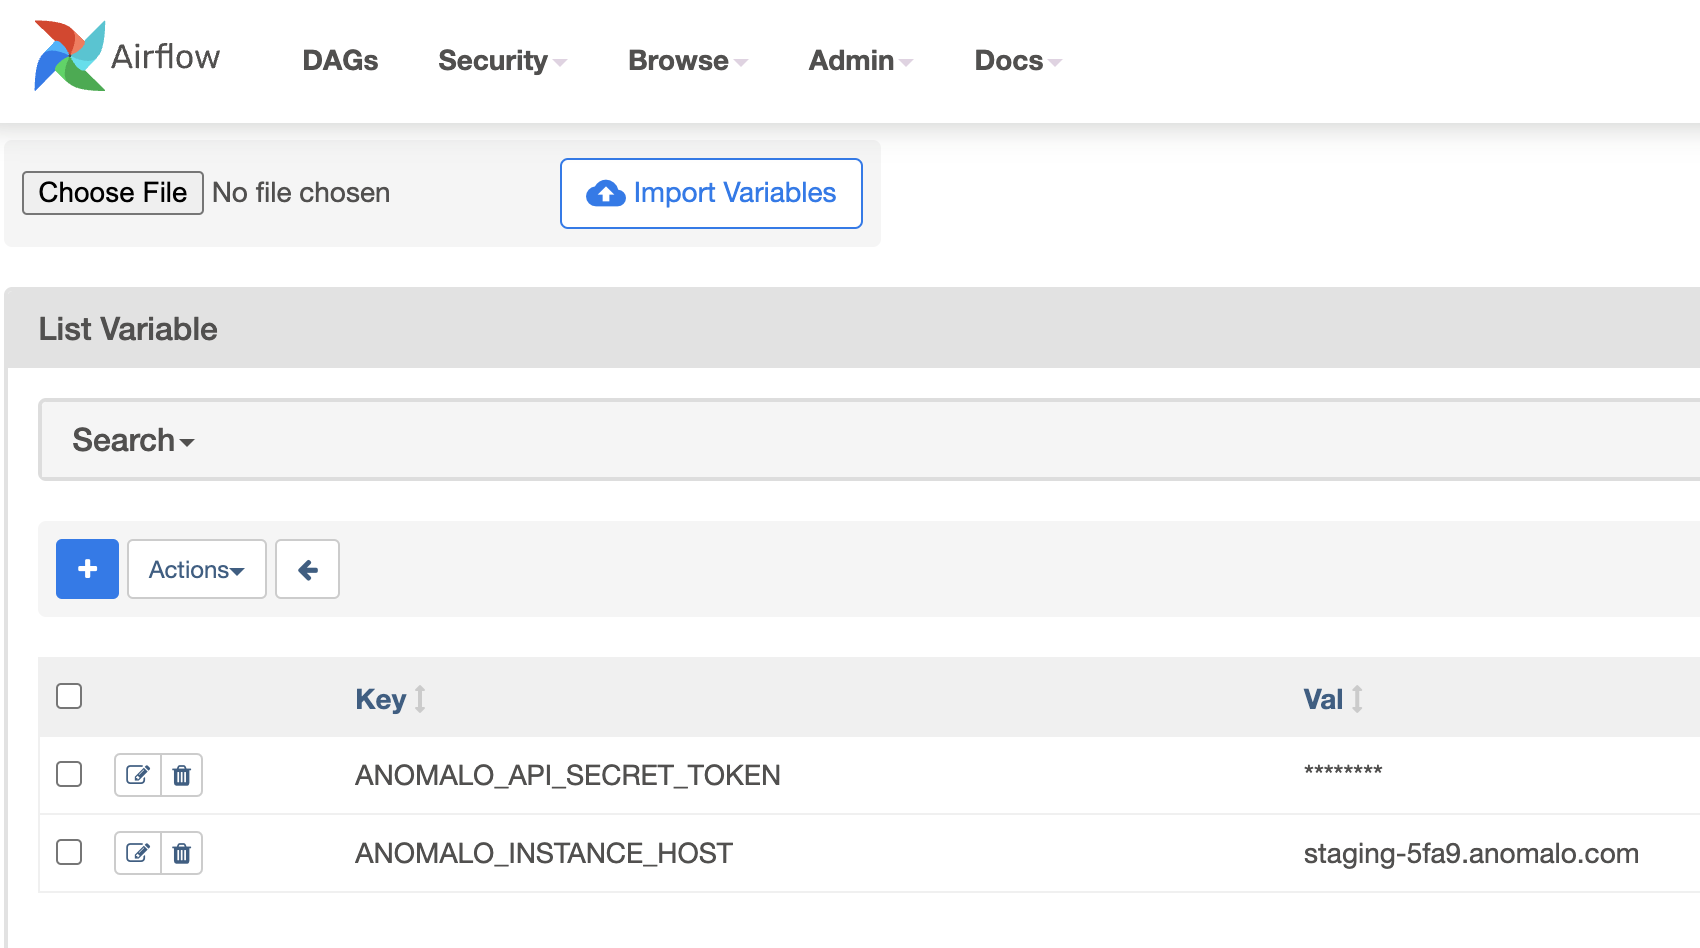 Airflow DAGs Security Browse Admin Docs
Choose File No file chosen Import Variables
List Variable
Search
+ Actions
Key Val
ANOMALO_API_SECRET_TOKEN ********
ANOMALO_INSTANCE_HOST staging-5fa9.anomalo.com